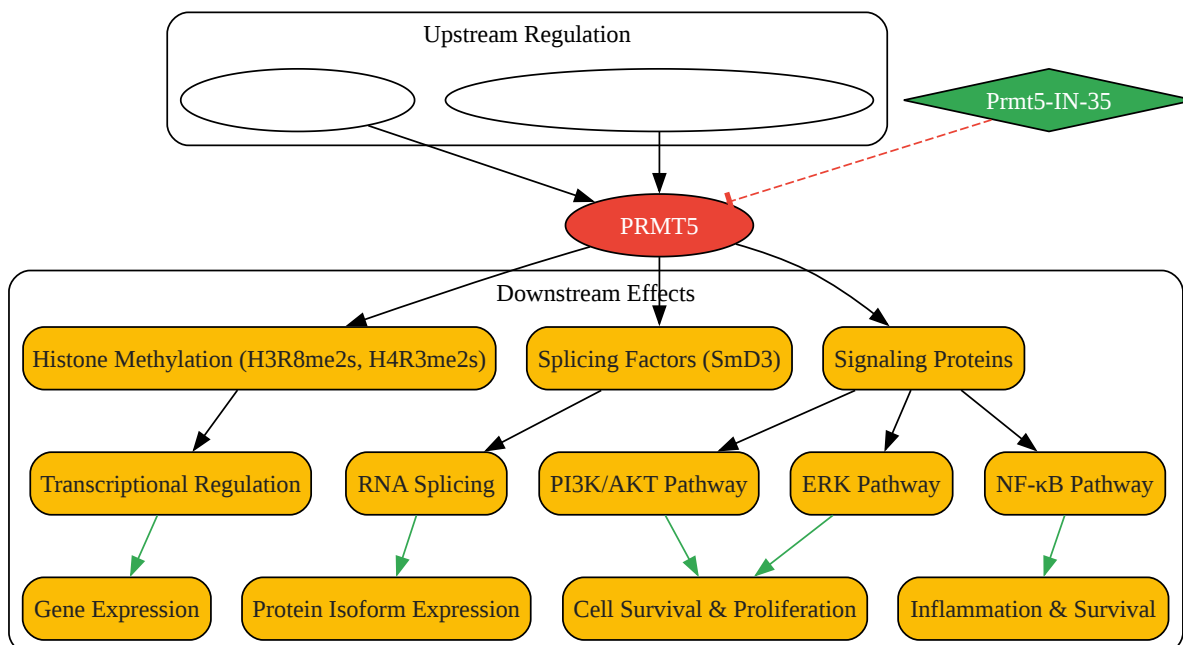 Upstream Regulation
Prmt5-IN-35
PRMT5
Downstream Effects
Histone Methylation (H3R8me2s, H4R3me2s)
Splicing Factors (SmD3)
Signaling Proteins
Transcriptional Regulation
RNA Splicing
PI3K/AKT Pathway
ERK Pathway
NF-κB Pathway
Gene Expression
Protein Isoform Expression
Cell Survival & Proliferation
Inflammation & Survival